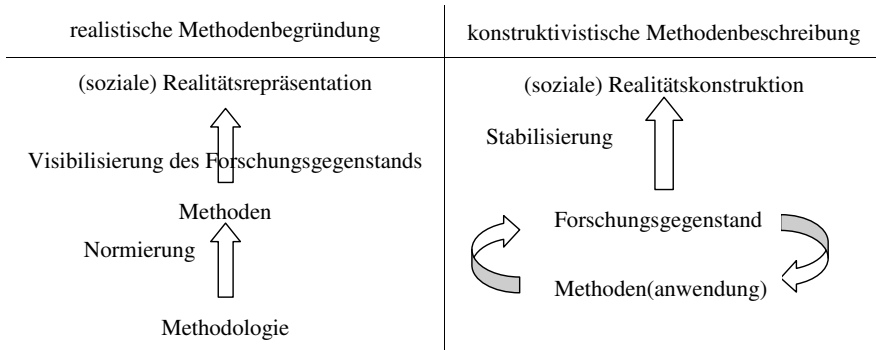 realistische Methodenbegründung
(soziale) Realitätsrepräsentation
Visibilisierung des Forschungsgegenstands
Methoden
Normierung
Methodologie
konstruktivistische Methodenbeschreibung
(soziale) Realitätskonstruktion
Stabilisierung
Forschungsgegenstand
Methoden(anwendung)